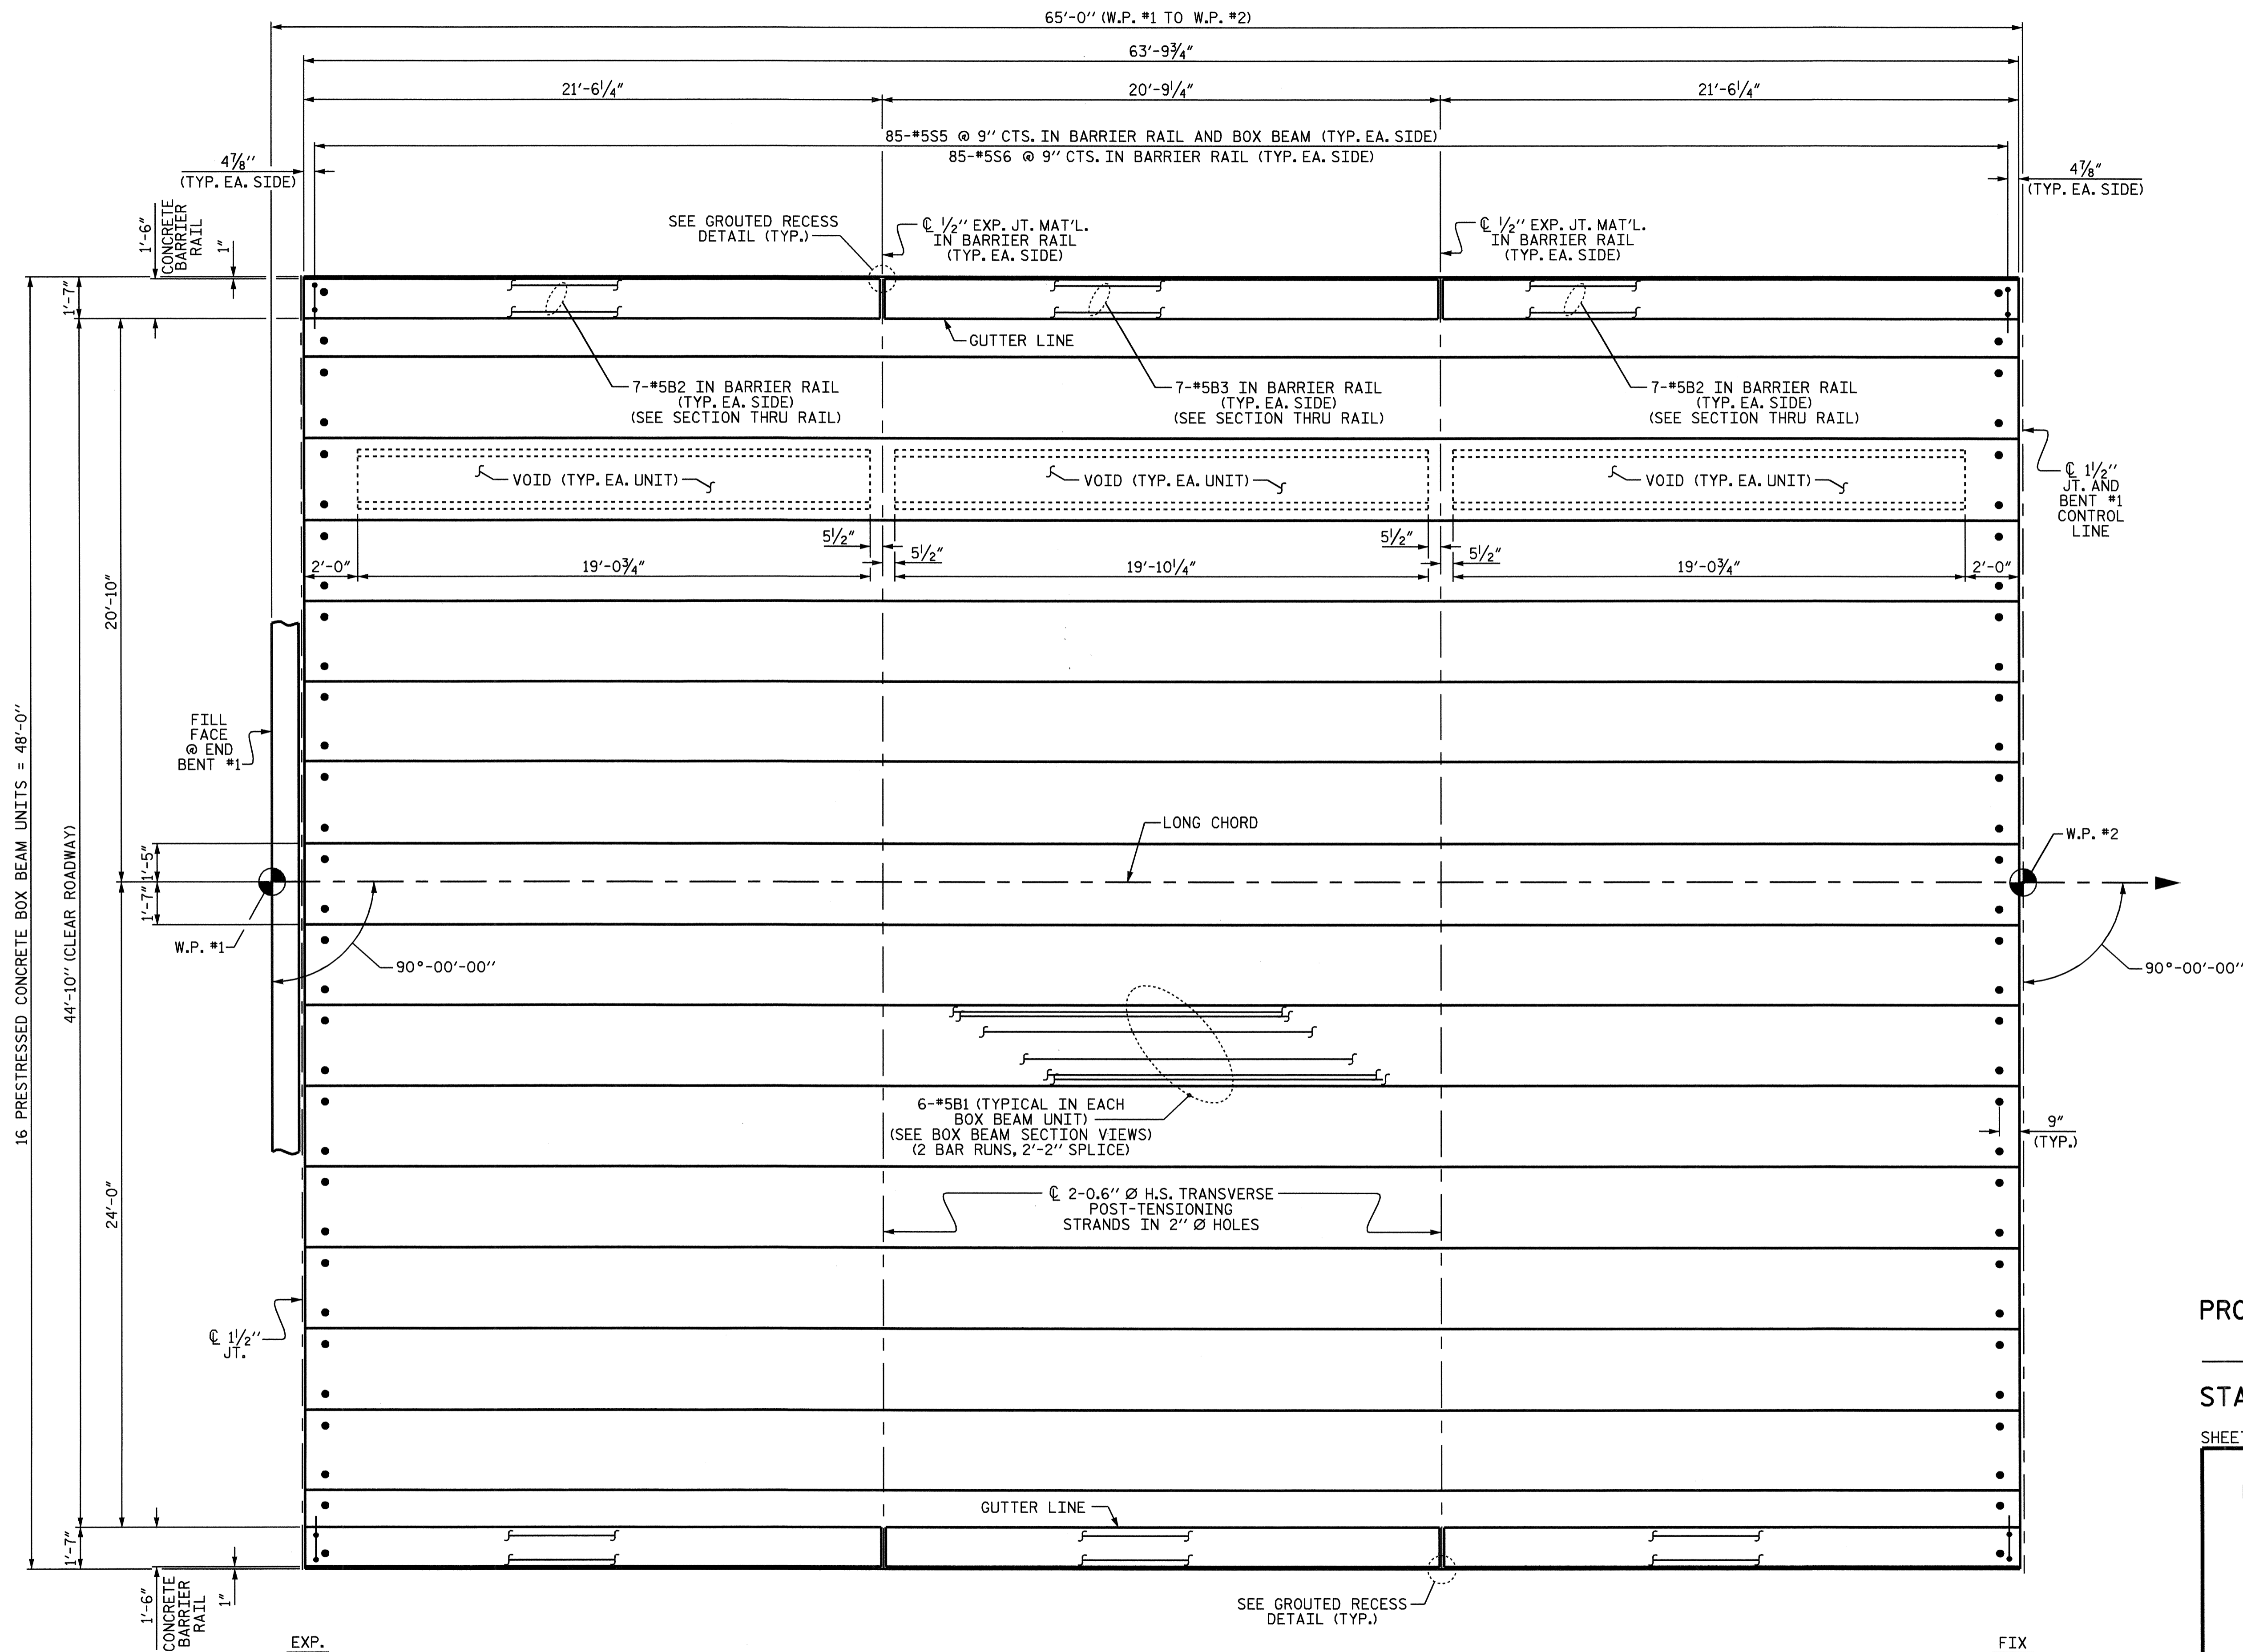 65'-0" (W.P. #1 TO W.P. #2)
63'-9¾"
21'-6¼"
20'-9¼"
21'-6¼"
85-#5S5 @ 9" CTS. IN BARRIER RAIL AND BOX BEAM (TYP. EA. SIDE)
85-#5S6 @ 9" CTS. IN BARRIER RAIL (TYP. EA. SIDE)
4⅞"
(TYP. EA. SIDE)
4⅞"
(TYP. EA. SIDE)
1'-6"
CONCRETE
BARRIER
RAIL
1"
SEE GROUTED RECESS
DETAIL (TYP.)
℄ ½" EXP. JT. MAT'L.
IN BARRIER RAIL
(TYP. EA. SIDE)
℄ ½" EXP. JT. MAT'L.
IN BARRIER RAIL
(TYP. EA. SIDE)
1'-7"
GUTTER LINE
7-#5B2 IN BARRIER RAIL
(TYP. EA. SIDE)
(SEE SECTION THRU RAIL)
7-#5B3 IN BARRIER RAIL
(TYP. EA. SIDE)
(SEE SECTION THRU RAIL)
7-#5B2 IN BARRIER RAIL
(TYP. EA. SIDE)
(SEE SECTION THRU RAIL)
VOID (TYP. EA. UNIT)
VOID (TYP. EA. UNIT)
VOID (TYP. EA. UNIT)
℄ 1½"
JT. AND
BENT #1
CONTROL
LINE
5½"
5½"
5½"
5½"
2'-0"
19'-0¾"
19'-10¼"
19'-0¾"
2'-0"
20'-10"
16 PRESTRESSED CONCRETE BOX BEAM UNITS = 48'-0"
44'-10" (CLEAR ROADWAY)
FILL
FACE
@ END
BENT #1
LONG CHORD
W.P. #2
1'-5"
1'-7"
W.P. #1
90°-00'-00"
90°-00'-00"
6-#5B1 (TYPICAL IN EACH
BOX BEAM UNIT)
(SEE BOX BEAM SECTION VIEWS)
(2 BAR RUNS, 2'-2" SPLICE)
9"
(TYP.)
24'-0"
℄ 2-0.6" Ø H.S. TRANSVERSE
POST-TENSIONING
STRANDS IN 2" Ø HOLES
℄ 1½"
JT.
PRO
STA
SHEET
GUTTER LINE
1'-7"
1'-6"
CONCRETE
BARRIER
RAIL
1"
SEE GROUTED RECESS
DETAIL (TYP.)
EXP.
FIX